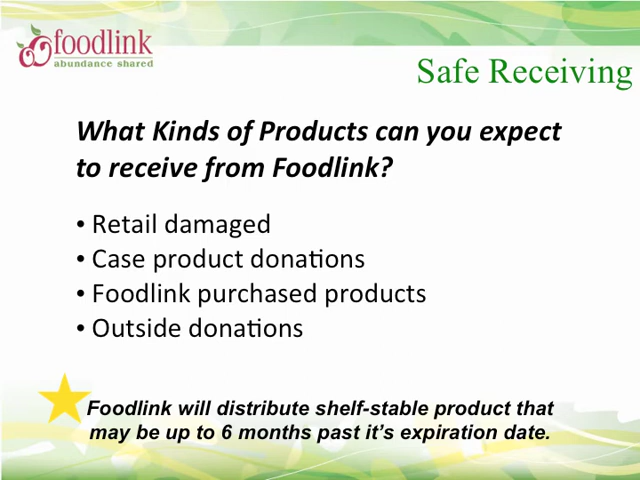 foodlink
abundance shared
Safe Receiving
What Kinds of Products can you expect
to receive from Foodlink?
• Retail damaged
• Case product donations
• Foodlink purchased products
• Outside donations
Foodlink will distribute shelf-stable product that
may be up to 6 months past it’s expiration date.